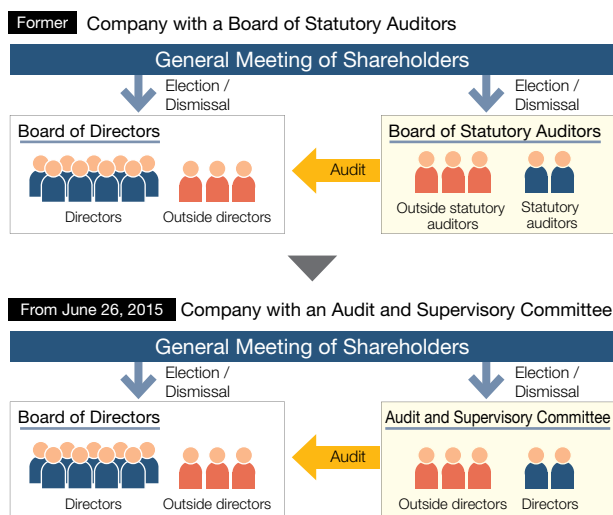 Former Company with a Board of Statutory Auditors
General Meeting of Shareholders
Election /
Dismissal
Election /
Dismissal
Board of Directors
Board of Statutory Auditors
Audit
Directors
Outside directors
Outside statutory
auditors
Statutory
auditors
From June 26, 2015 Company with an Audit and Supervisory Committee
General Meeting of Shareholders
Election /
Dismissal
Election /
Dismissal
Board of Directors
Audit and Supervisory Committee
Audit
Directors
Outside directors
Outside directors
Directors